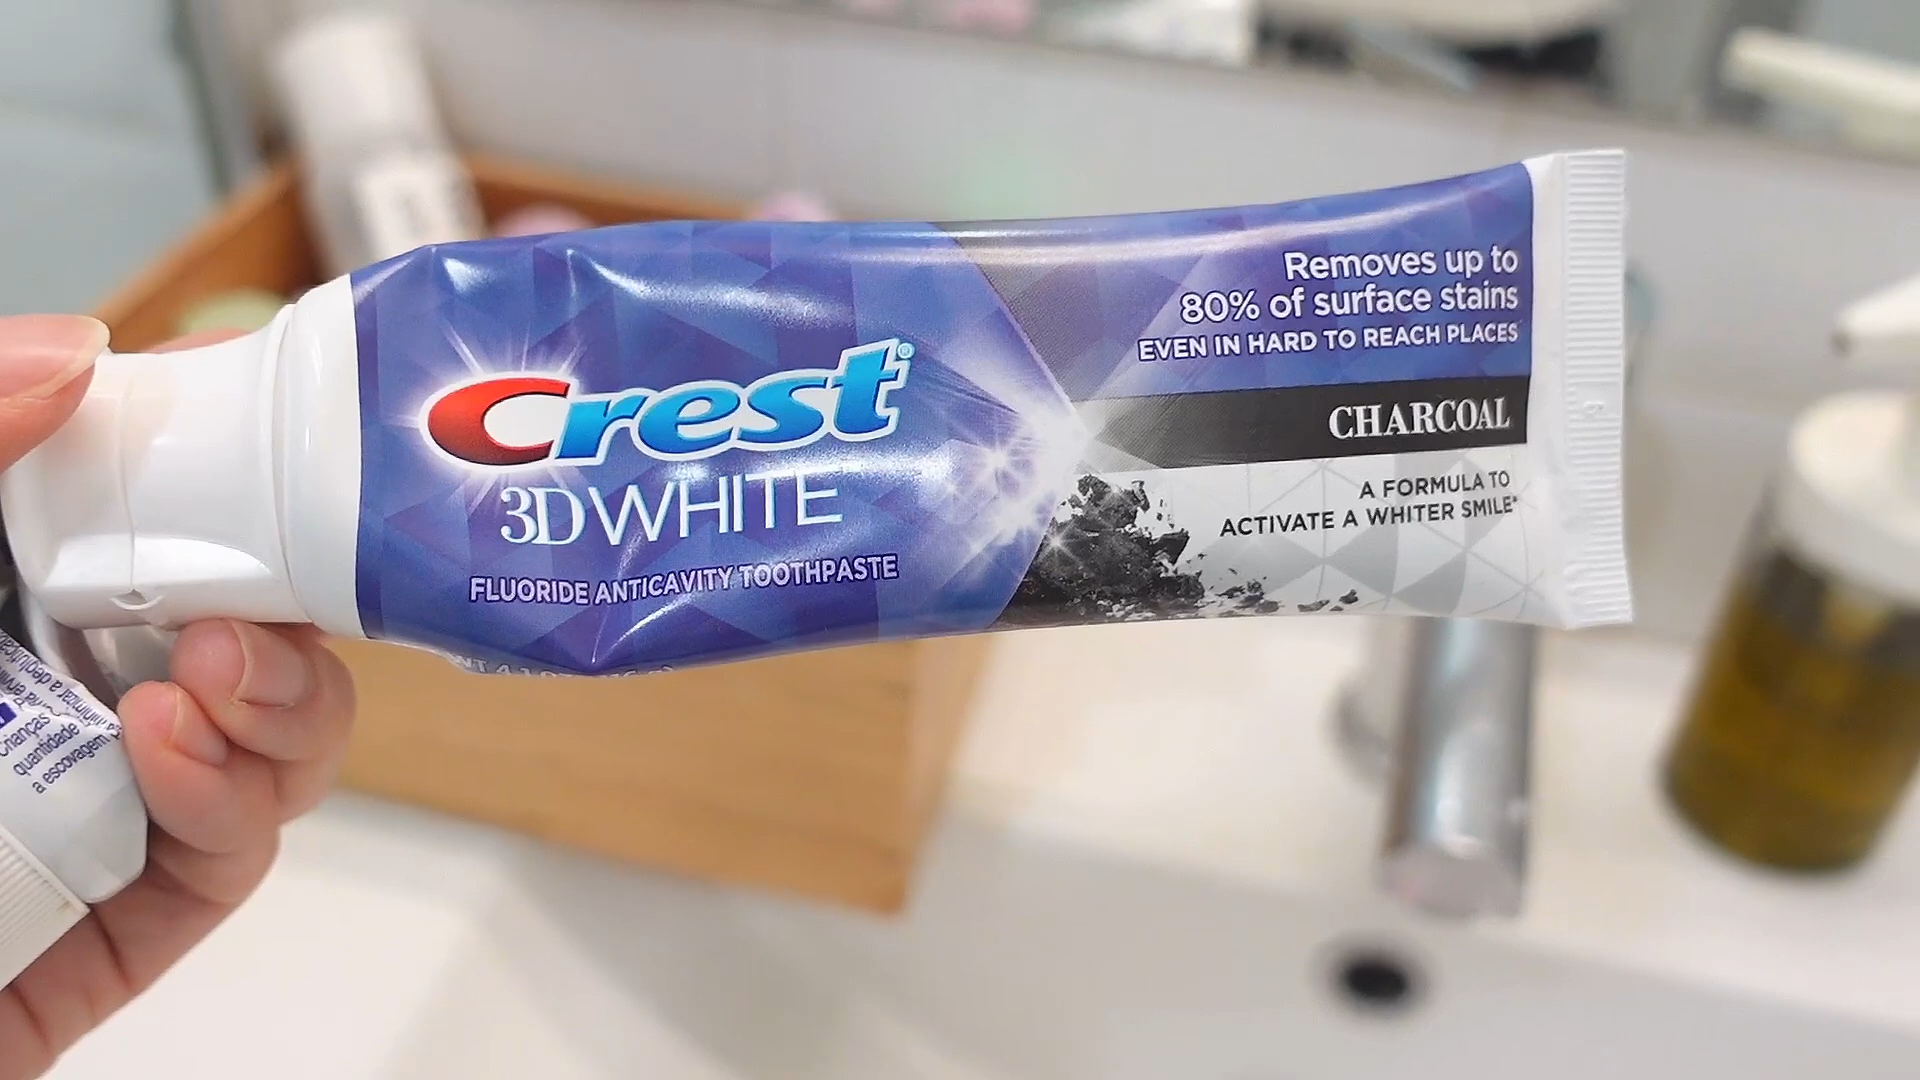 Crest®
3D WHITE
FLUORIDE ANTICAVITY TOOTHPASTE
Removes up to
80% of surface stains
EVEN IN HARD TO REACH PLACES
CHARCOAL
A FORMULA TO
ACTIVATE A WHITER SMILE*
Crianças
quantidade
a escovagem